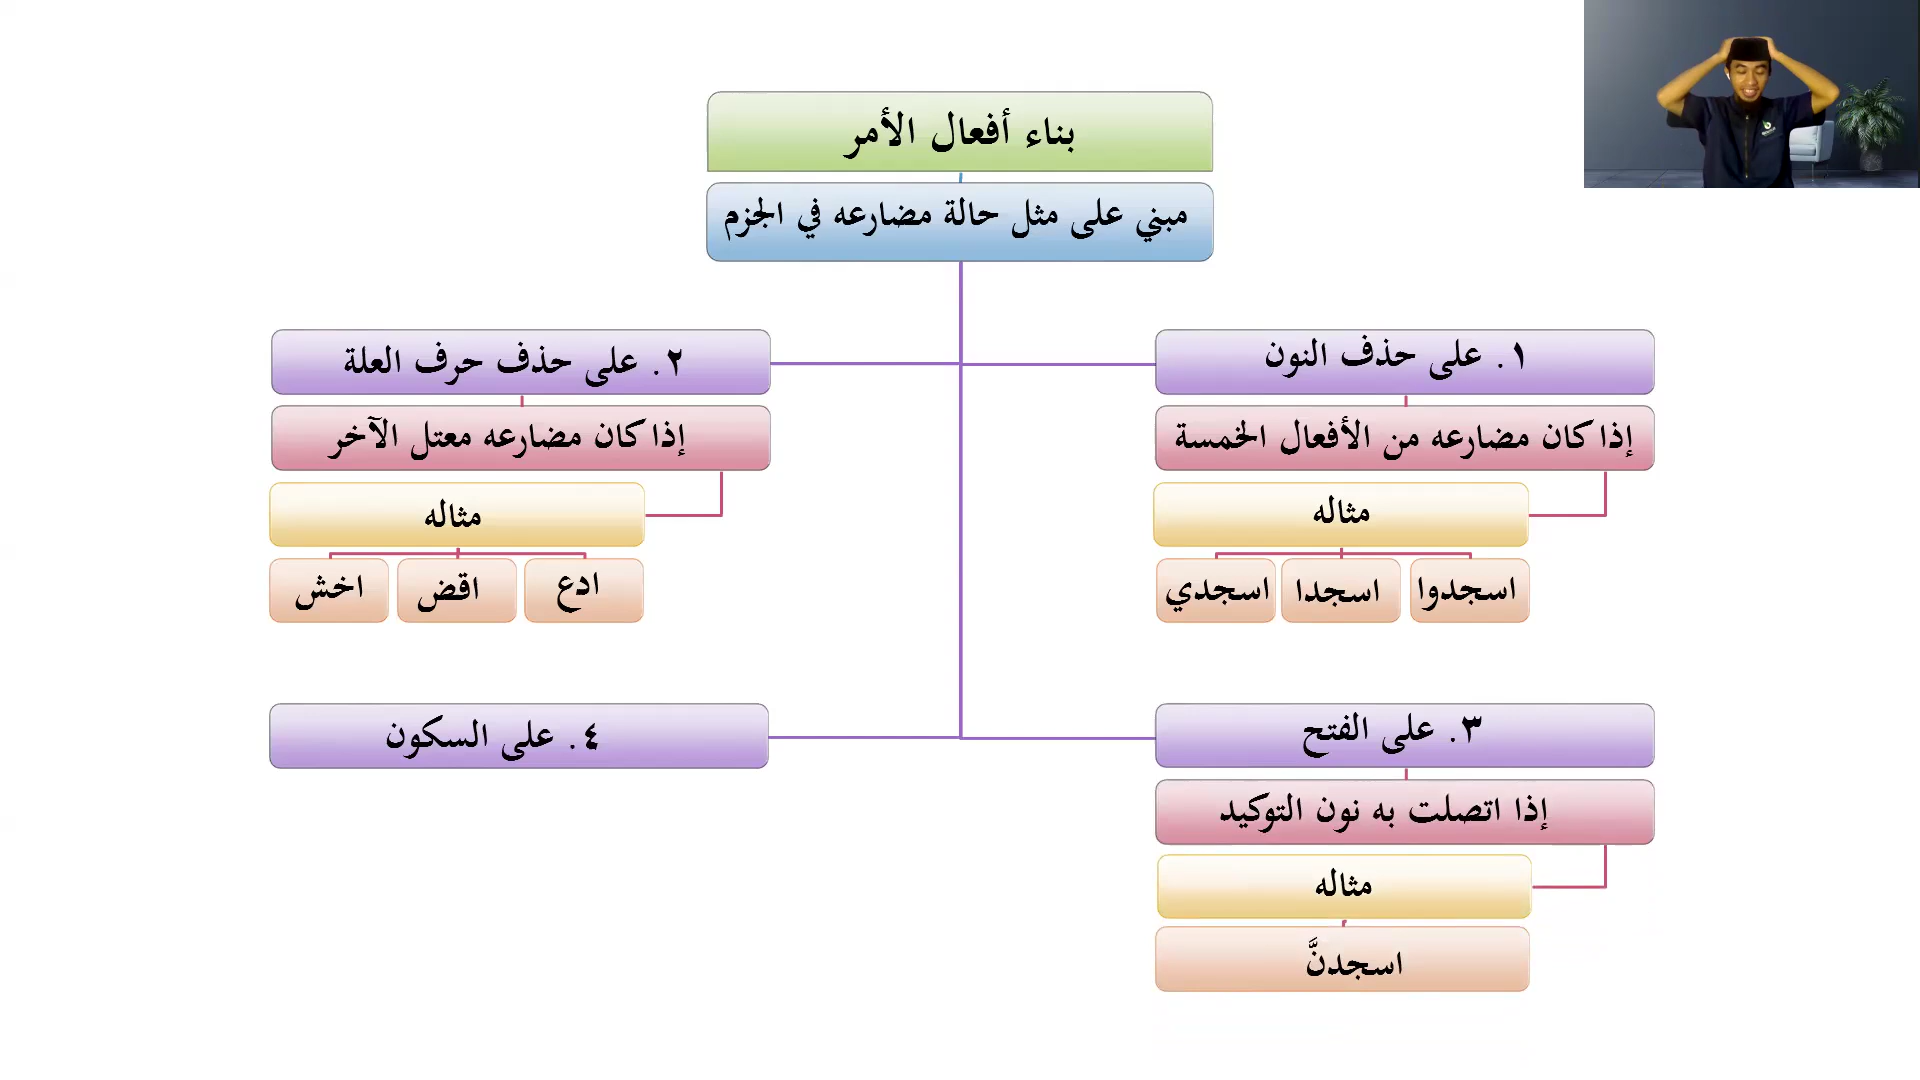 بناء أفعال الأمر
مبني على مثل حالة مضارعه في الجزم
١. على حذف النون
إذا كان مضارعه من الأفعال الخمسة
مثاله
اسجدوا
اسجدا
اسجدي
٢. على حذف حرف العلة
إذا كان مضارعه معتل الآخر
مثاله
ادع
اقض
اخش
٣. على الفتح
إذا اتصلت به نون التوكيد
مثاله
اسجدنَّ
٤. على السكون